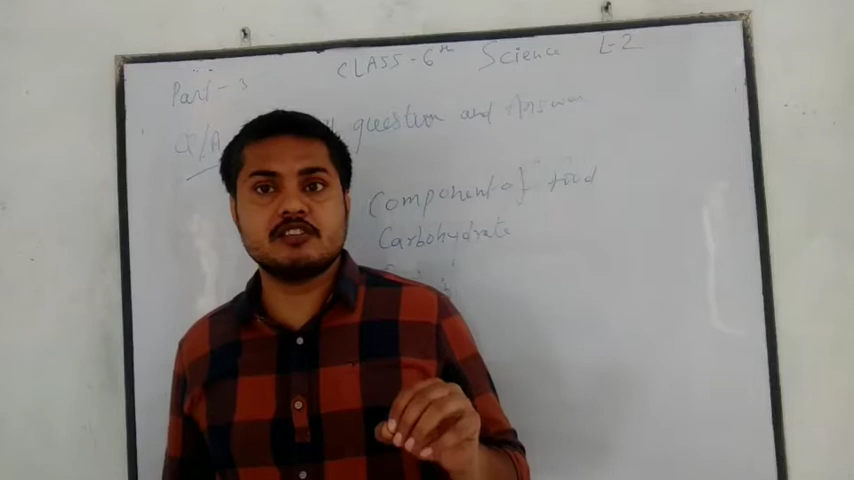 CLASS-6th Science L-2
Part-3
Q/A question and Answer
Component of food
Carbohydrate